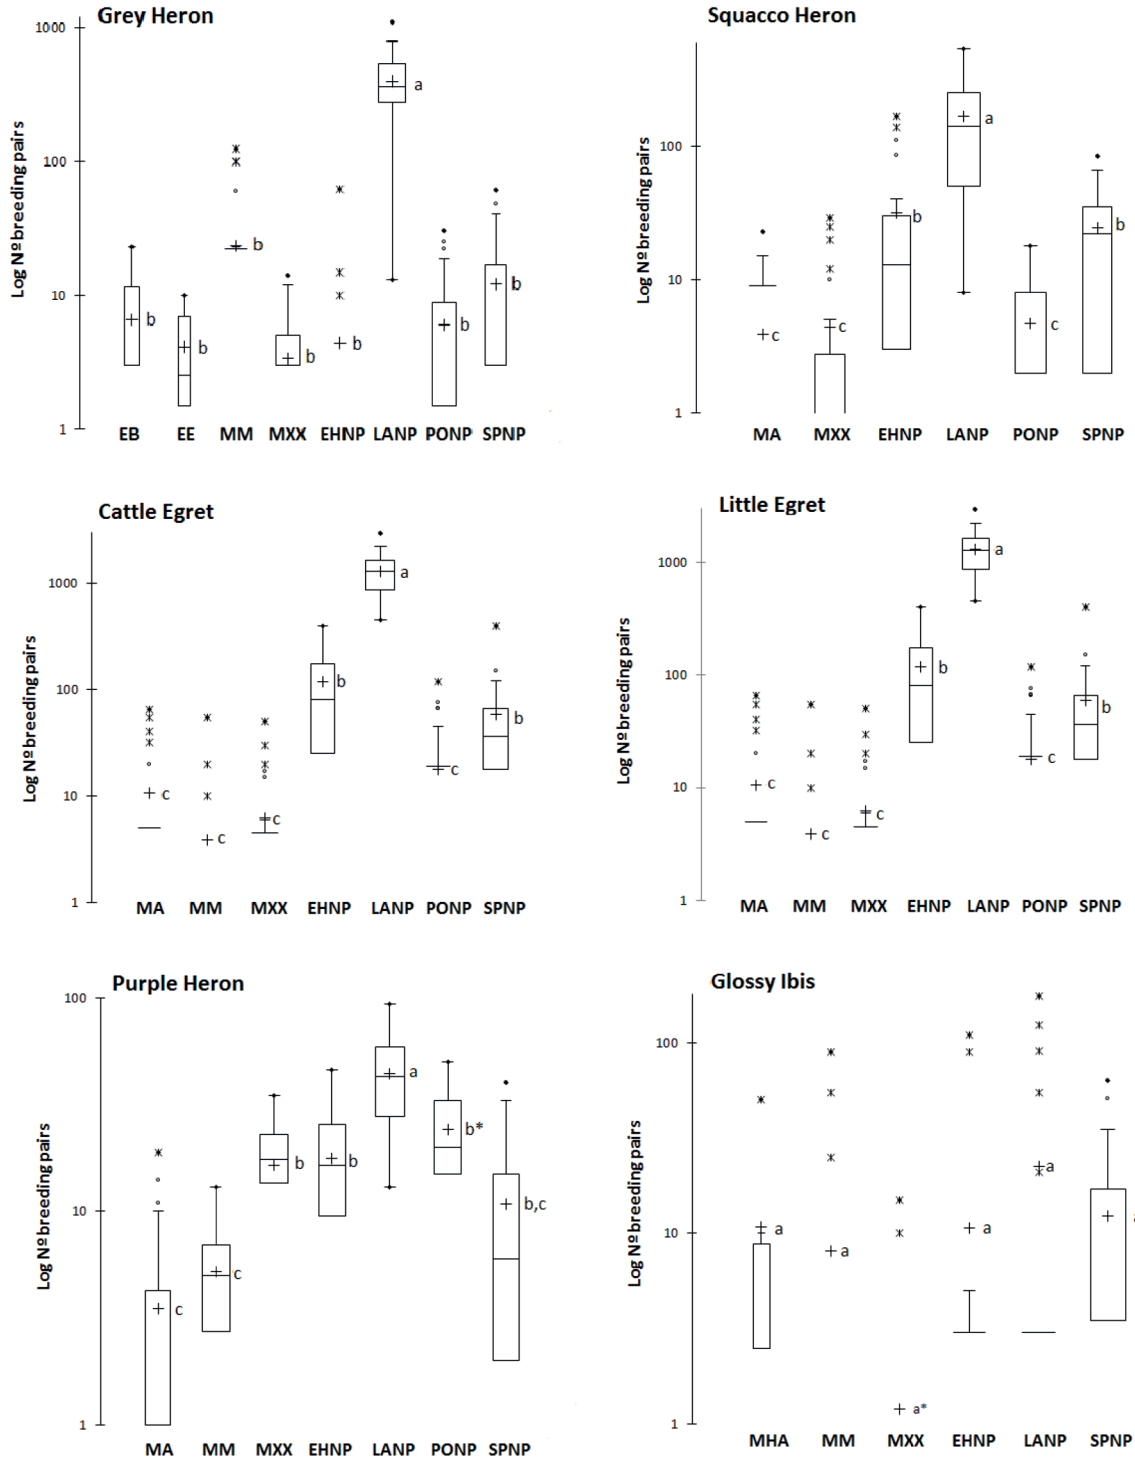 Grey Heron
Log Nº breeding pairs
1000
100
10
1
b
b
b
b
b
a
b
b
EB EE MM MXX EHNP LANP PONP SPNP
Squacco Heron
Log Nº breeding pairs
100
10
1
c
c
b
a
c
b
MA MXX EHNP LANP PONP SPNP
Cattle Egret
Log Nº breeding pairs
1000
100
10
1
c
c
c
b
a
c
b
MA MM MXX EHNP LANP PONP SPNP
Little Egret
Log Nº breeding pairs
1000
100
10
1
c
c
c
b
a
c
b
MA MM MXX EHNP LANP PONP SPNP
Purple Heron
Log Nº breeding pairs
100
10
1
c
c
b
b
a
b*
b,c
MA MM MXX EHNP LANP PONP SPNP
Glossy Ibis
Log Nº breeding pairs
100
10
1
a
a
a*
a
a
MHA MM MXX EHNP LANP SPNP